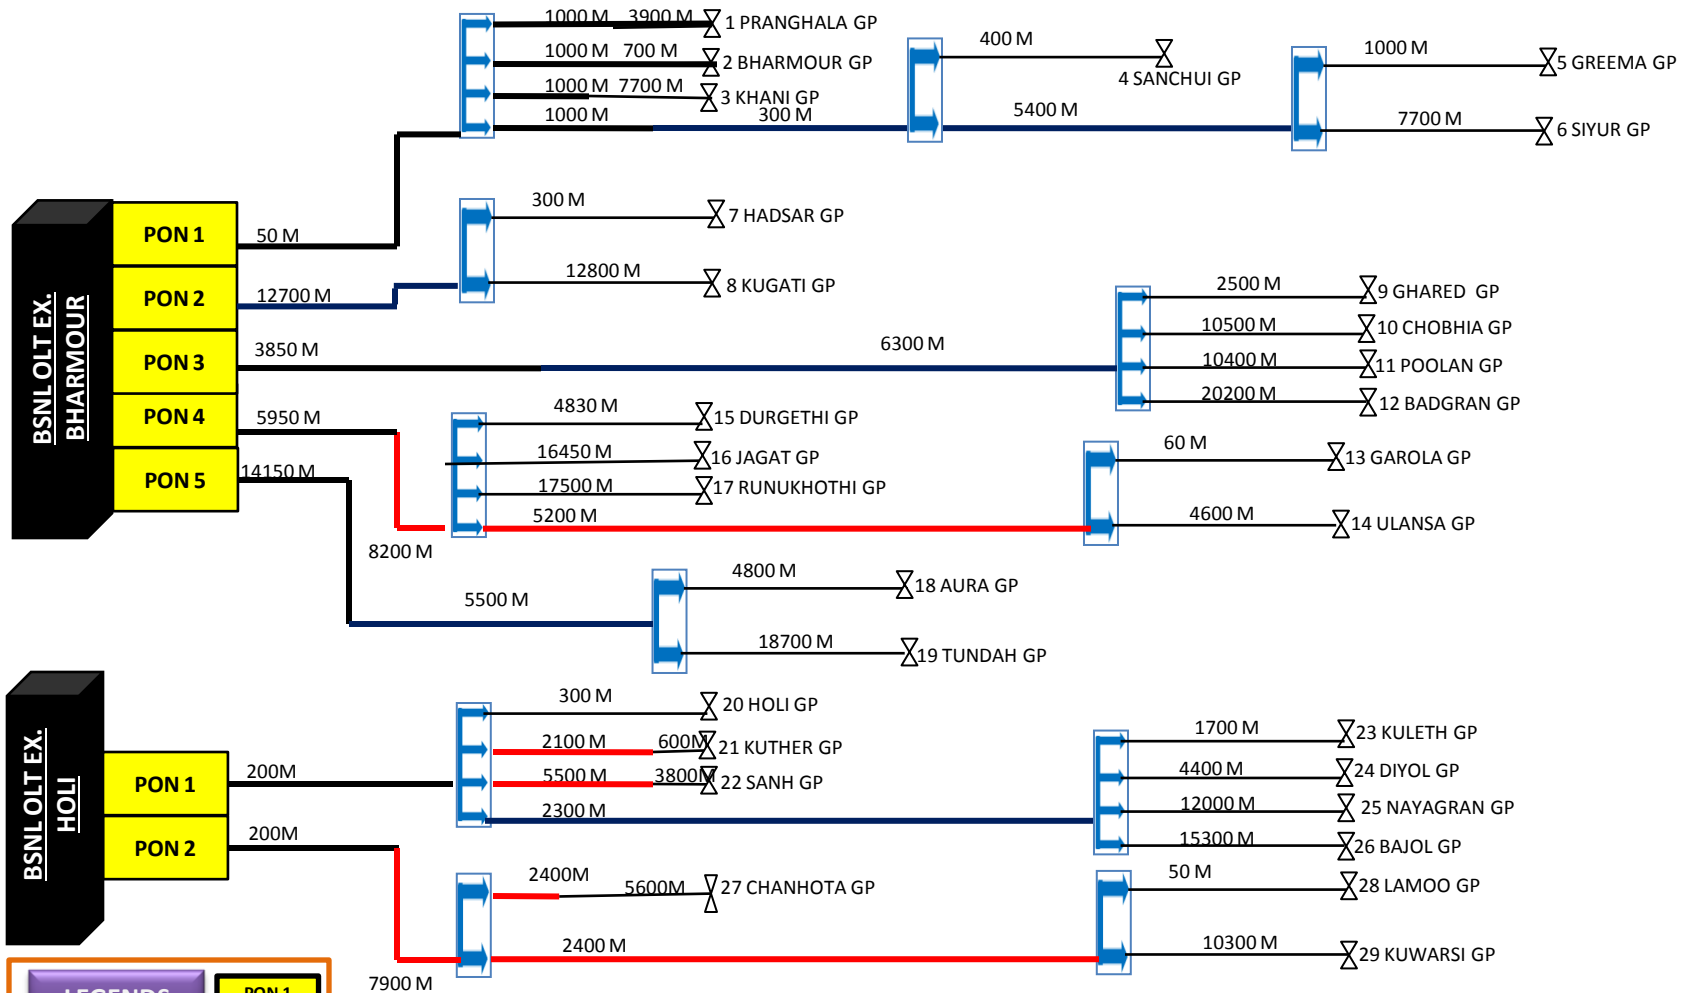 1000 M 3900 M 1 PRANGHALA GP
1000 M 700 M 2 BHARMOUR GP
1000 M 7700 M 3 KHANI GP
1000 M 300 M
400 M
4 SANCHUI GP
5400 M
1000 M 5 GREEMA GP
7700 M 6 SIYUR GP
BSNL OLT EX.
BHARMOUR
PON 1
50 M
PON 2
12700 M
PON 3
3850 M
PON 4
5950 M
PON 5
14150 M
300 M 7 HADSAR GP
12800 M 8 KUGATI GP
6300 M
2500 M 9 GHARED GP
10500 M 10 CHOBHIA GP
10400 M 11 POOLAN GP
20200 M 12 BADGRAN GP
4830 M 15 DURGETHI GP
16450 M 16 JAGAT GP
17500 M 17 RUNUKHOTHI GP
5200 M
8200 M
60 M 13 GAROLA GP
4600 M 14 ULANSA GP
5500 M
4800 M 18 AURA GP
18700 M 19 TUNDAH GP
BSNL OLT EX.
HOLI
PON 1
200M
PON 2
200M
300 M 20 HOLI GP
2100 M 600M 21 KUTHER GP
5500 M 3800M 22 SANH GP
2300 M
1700 M 23 KULETH GP
4400 M 24 DIYOL GP
12000 M 25 NAYAGRAN GP
15300 M 26 BAJOL GP
2400M 5600M 27 CHANHOTA GP
2400 M
7900 M
50 M 28 LAMOO GP
10300 M 29 KUWARSI GP
LEGENDS
PON 1